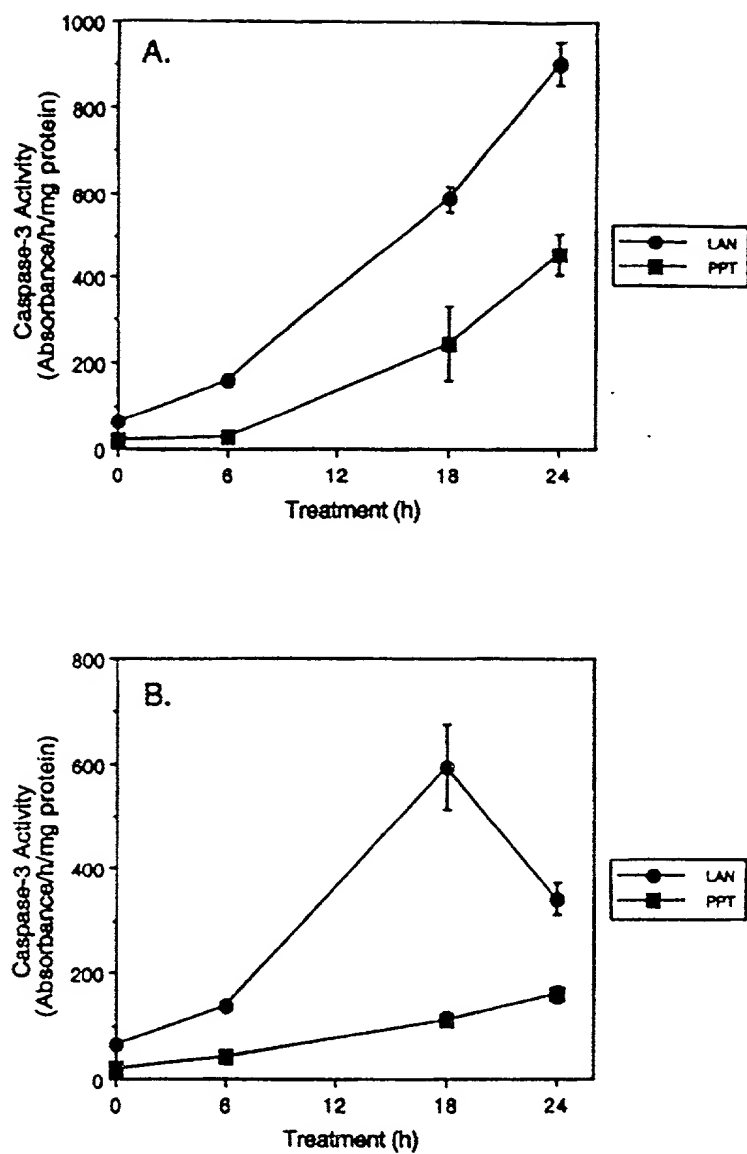 A.
1000
800
600
400
200
0
Caspase-3 Activity
(Absorbance/h/mg protein)
0 6 12 18 24
Treatment (h)
LAN
PPT
B.
800
600
400
200
0
Caspase-3 Activity
(Absorbance/h/mg protein)
0 6 12 18 24
Treatment (h)
LAN
PPT